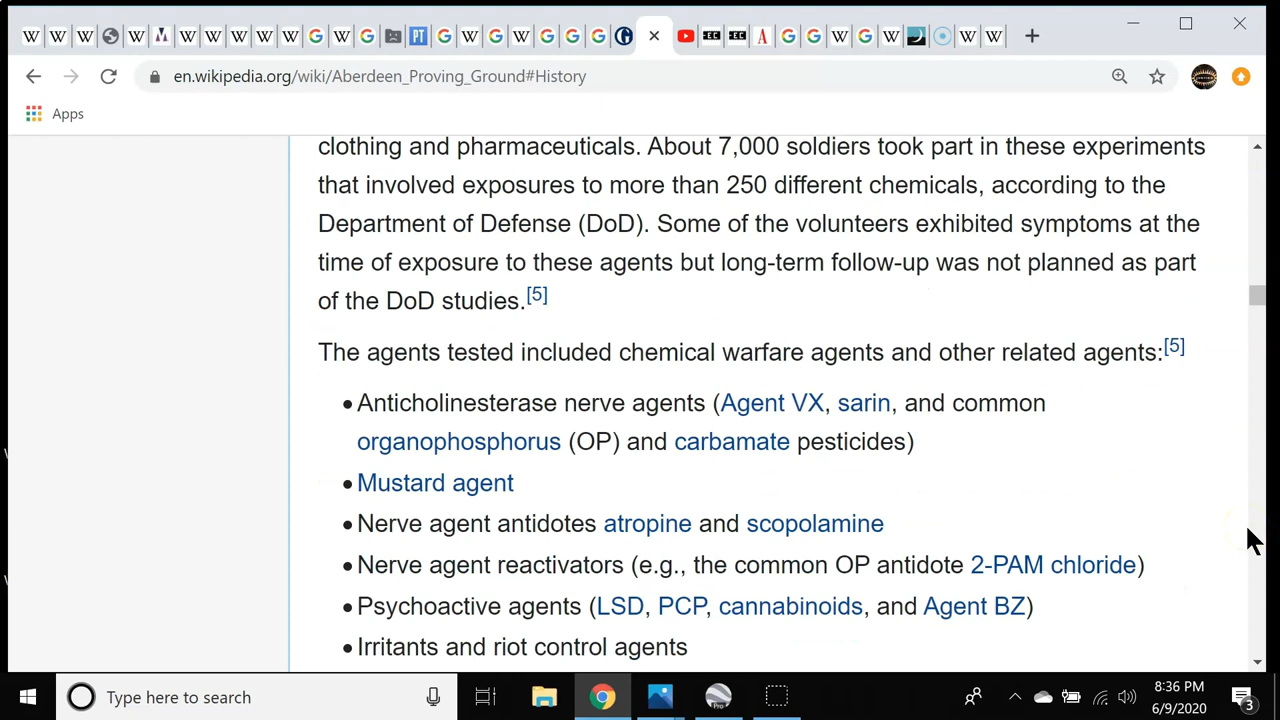 en.wikipedia.org/wiki/Aberdeen_Proving_Ground#History
Apps
clothing and pharmaceuticals. About 7,000 soldiers took part in these experiments
that involved exposures to more than 250 different chemicals, according to the
Department of Defense (DoD). Some of the volunteers exhibited symptoms at the
time of exposure to these agents but long-term follow-up was not planned as part
of the DoD studies.[5]
The agents tested included chemical warfare agents and other related agents:[5]
• Anticholinesterase nerve agents (Agent VX, sarin, and common
organophosphorus (OP) and carbamate pesticides)
• Mustard agent
• Nerve agent antidotes atropine and scopolamine
• Nerve agent reactivators (e.g., the common OP antidote 2-PAM chloride)
• Psychoactive agents (LSD, PCP, cannabinoids, and Agent BZ)
• Irritants and riot control agents
Type here to search
8:36 PM
6/9/2020
3